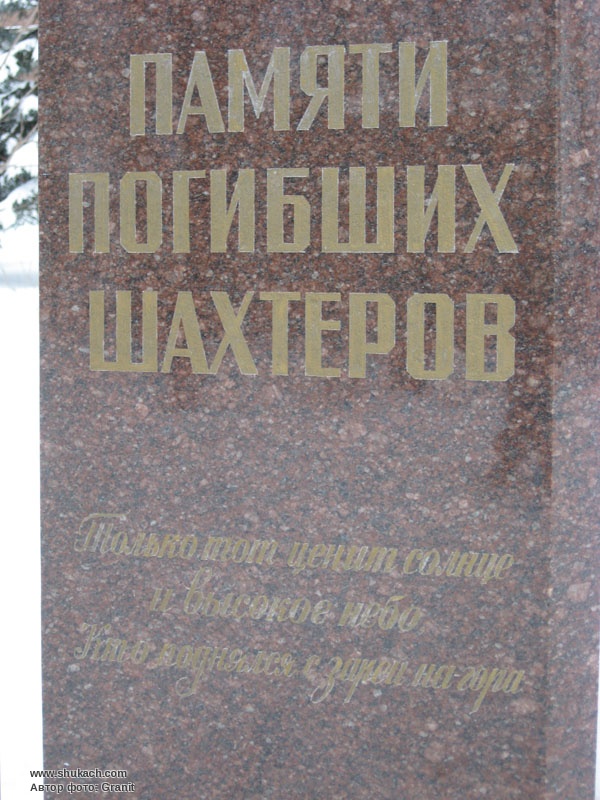 ПАМЯТИ
ПОГИБШИХ
ШАХТЕРОВ
Только тот ценит солнце
и высокое небо,
Кто поднялся с зарей на-гора
www.shukach.com
Автор фото: Granit